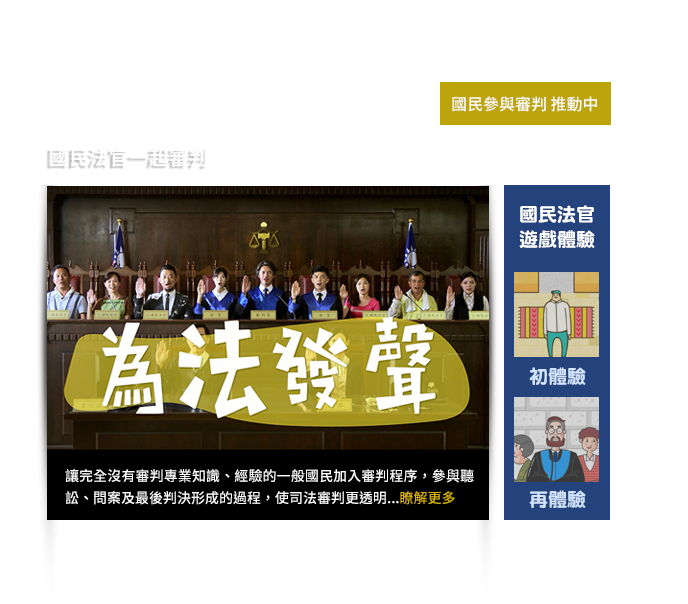 國民參與審判 推動中
國民法官一起審判
國民法官
遊戲體驗
為法發聲
初體驗
再體驗
讓完全沒有審判專業知識、經驗的一般國民加入審判程序，參與聽
訟、問案及最後判決形成的過程，使司法審判更透明...瞭解更多